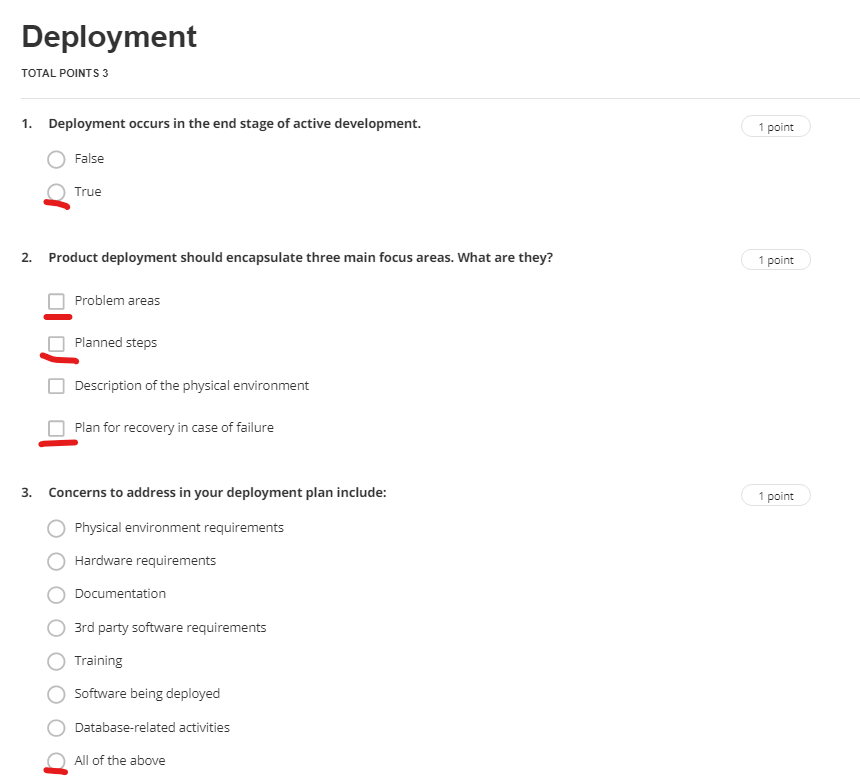 Deployment
TOTAL POINTS 3
1. Deployment occurs in the end stage of active development.
1 point
False
True
2. Product deployment should encapsulate three main focus areas. What are they?
1 point
Problem areas
Planned steps
Description of the physical environment
Plan for recovery in case of failure
3. Concerns to address in your deployment plan include:
1 point
Physical environment requirements
Hardware requirements
Documentation
3rd party software requirements
Training
Software being deployed
Database-related activities
All of the above